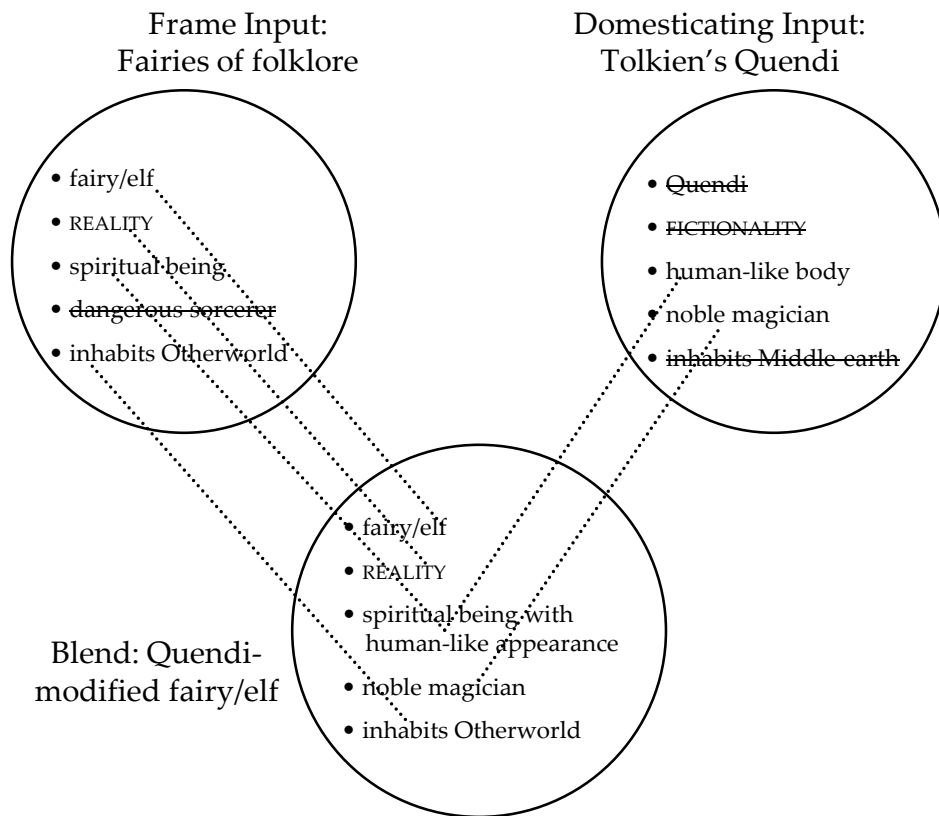 Frame Input:
Fairies of folklore
Domesticating Input:
Tolkien's Quendi
• fairy/elf
• REALITY
• spiritual being
• dangerous sorcerer
• inhabits Otherworld
• Quendi
• FICTIONALITY
• human-like body
• noble magician
• inhabits Middle-earth
Blend: Quendi-
modified fairy/elf
• fairy/elf
• REALITY
• spiritual being with
human-like appearance
• noble magician
• inhabits Otherworld